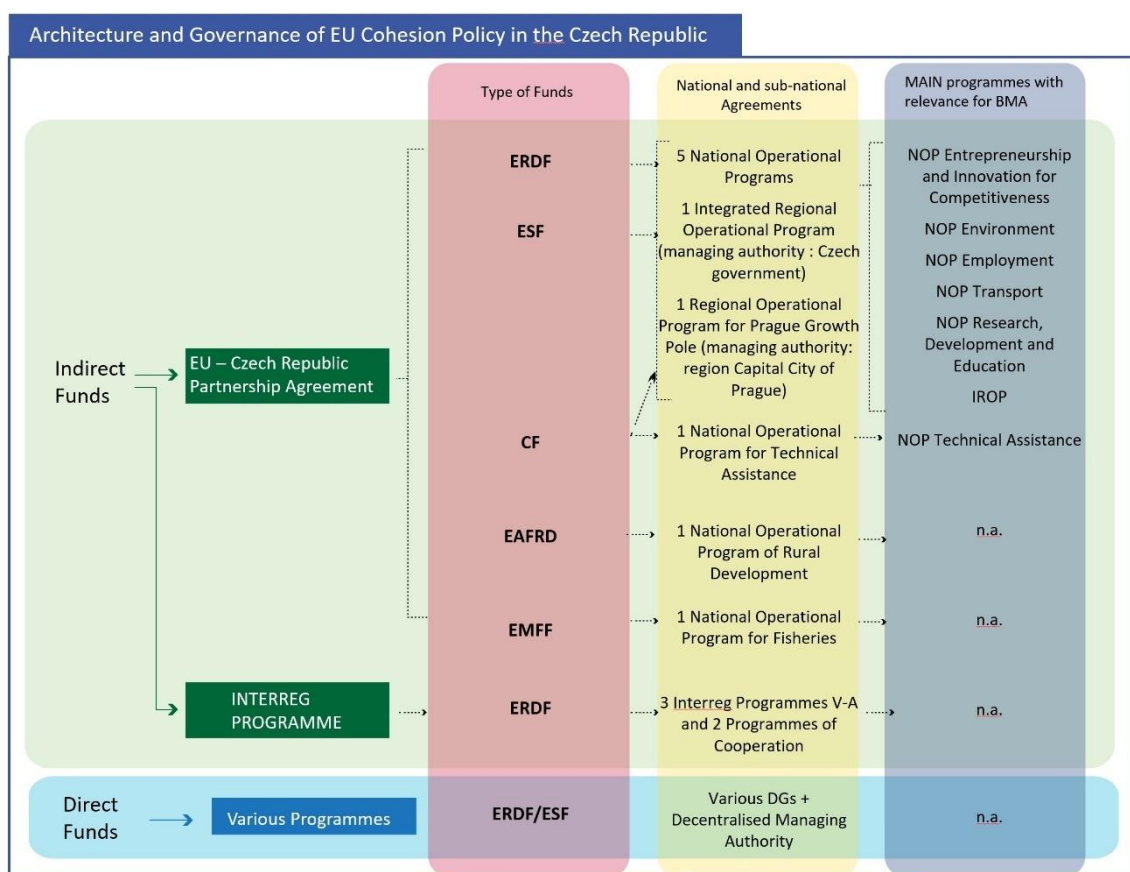 Architecture and Governance of EU Cohesion Policy in the Czech Republic
Type of Funds
National and sub-national
Agreements
MAIN programmes with
relevance for BMA
Indirect
Funds
EU – Czech Republic
Partnership Agreement
ERDF
5 National Operational
Programs
NOP Entrepreneurship
and Innovation for
Competitiveness
ESF
1 Integrated Regional
Operational Program
(managing authority : Czech
government)
NOP Environment
NOP Employment
NOP Transport
1 Regional Operational
Program for Prague Growth
Pole (managing authority:
region Capital City of
Prague)
NOP Research,
Development and
Education
IROP
CF
1 National Operational
Program for Technical
Assistance
NOP Technical Assistance
EAFRD
1 National Operational
Program of Rural
Development
n.a.
EMFF
1 National Operational
Program for Fisheries
n.a.
INTERREG
PROGRAMME
ERDF
3 Interreg Programmes V-A
and 2 Programmes of
Cooperation
n.a.
Direct
Funds
Various Programmes
ERDF/ESF
Various DGs +
Decentralised Managing
Authority
n.a.